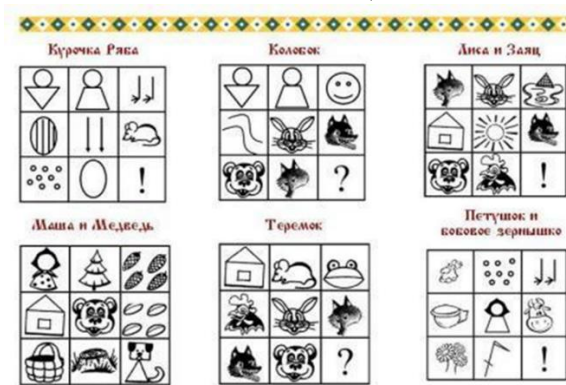 Курочка Ряба
Колобок
Лиса и Заяц
!
?
!
Маша и Медведь
Теремок
Петушок и
бобовое зернышко
?
!